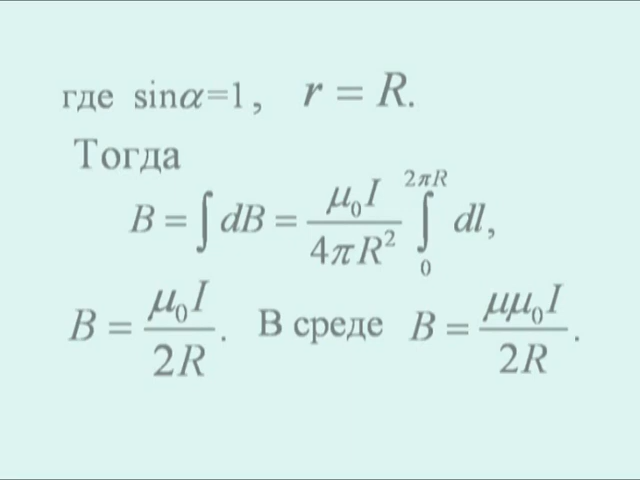 где sinα=1, r = R.
Тогда
B = ∫ dB = μ₀I / 4πR² ∫₀^{2πR} dl,
B = μ₀I / 2R. В среде B = μμ₀I / 2R.